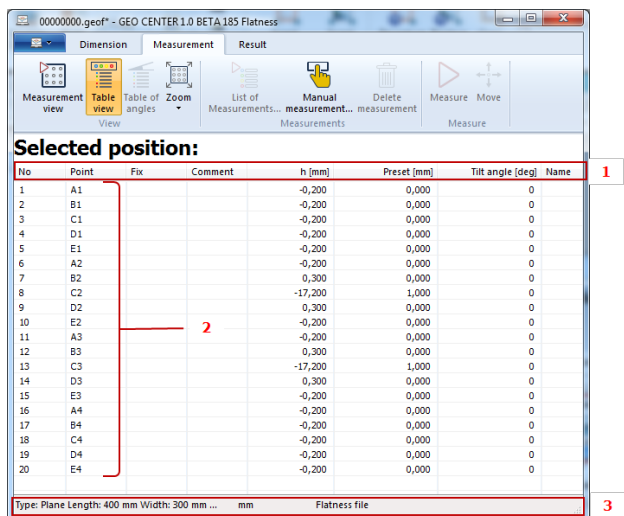 00000000.geof* - GEO CENTER 1.0 BETA 185 Flatness
Dimension Measurement Result
Measurement view Table view Table of angles Zoom List of Measurements... Manual measurement... Delete measurement Measure Move
View Measurements Measure
Selected position:
No Point Fix Comment h [mm] Preset [mm] Tilt angle [deg] Name
1
1 A1 -0,200 0,000 0
2 B1 -0,200 0,000 0
3 C1 -0,200 0,000 0
4 D1 -0,200 0,000 0
5 E1 -0,200 0,000 0
6 A2 -0,200 0,000 0
7 B2 0,300 0,000 0
8 C2 -17,200 1,000 0
9 D2 0,300 0,000 0
10 E2 -0,200 0,000 0
2
11 A3 -0,200 0,000 0
12 B3 0,300 0,000 0
13 C3 -17,200 1,000 0
14 D3 0,300 0,000 0
15 E3 -0,200 0,000 0
16 A4 -0,200 0,000 0
17 B4 -0,200 0,000 0
18 C4 -0,200 0,000 0
19 D4 -0,200 0,000 0
20 E4 -0,200 0,000 0
Type: Plane Length: 400 mm Width: 300 mm ... mm Flatness file
3